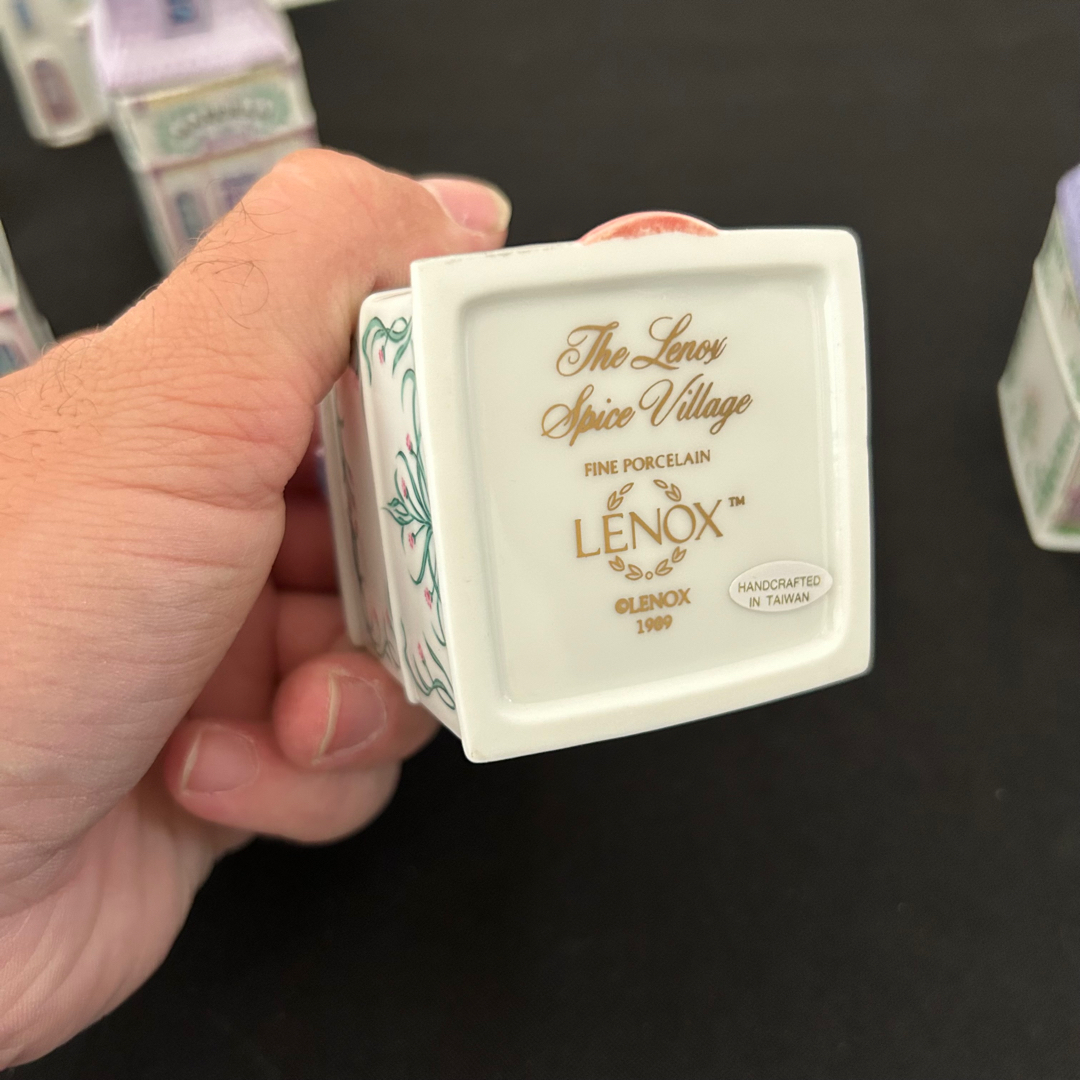 The Lenox
Spice Village
FINE PORCELAIN
LENOX™
©LENOX
1989
HANDCRAFTED
IN TAIWAN